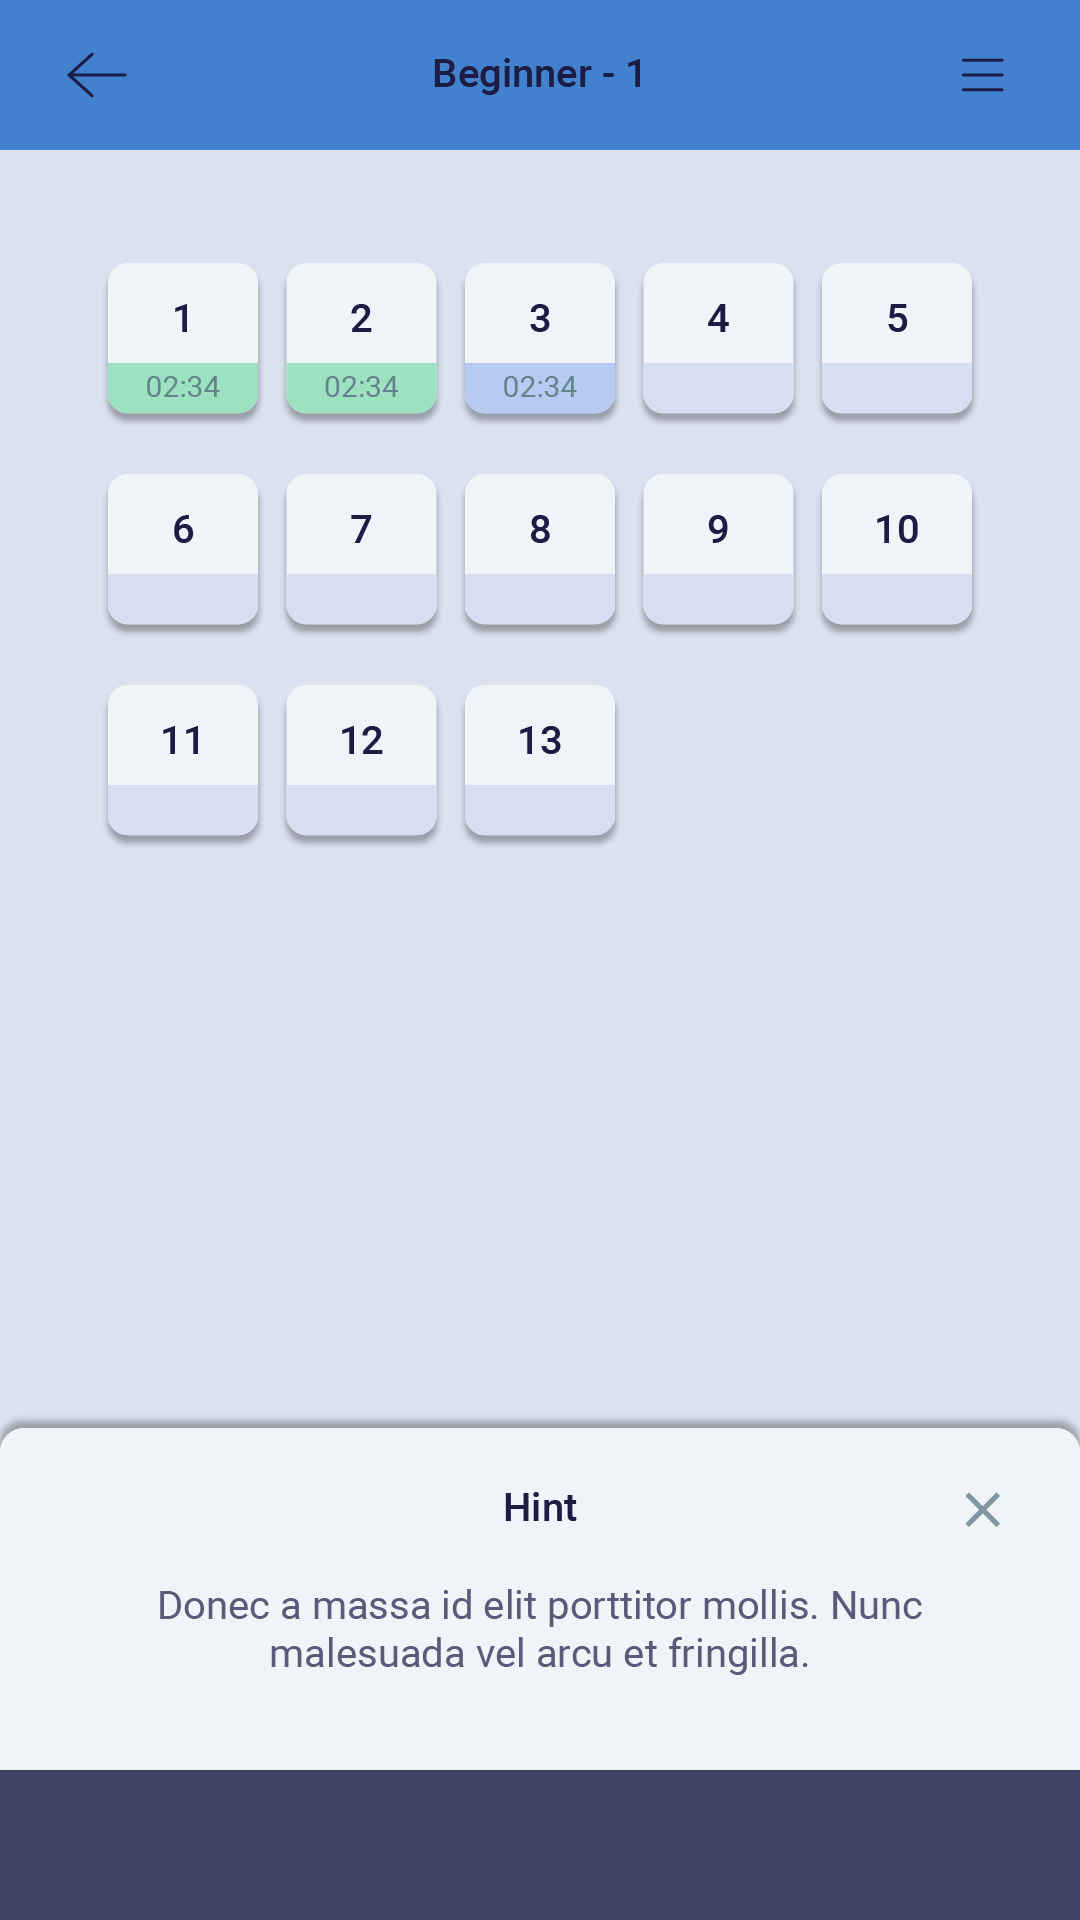 Beginner - 1
1 2 3 4 5
02:34 02:34 02:34
6 7 8 9 10
11 12 13
Hint
Donec a massa id elit porttitor mollis. Nunc
malesuada vel arcu et fringilla.